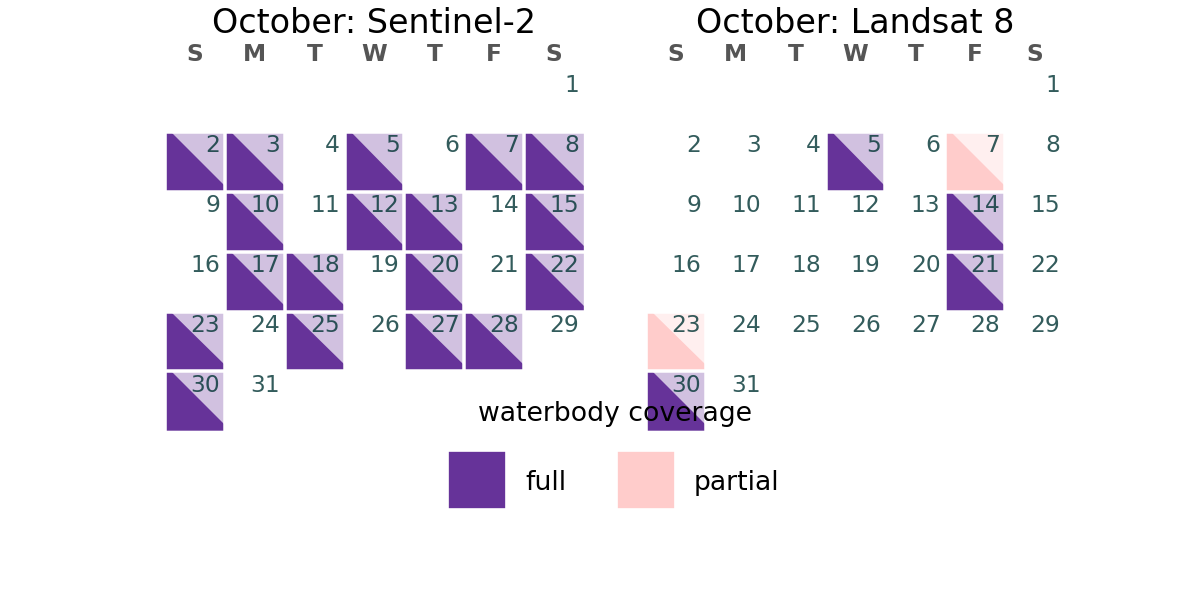 October: Sentinel-2
S M T W T F S
1
2 3 4 5 6 7 8
9 10 11 12 13 14 15
16 17 18 19 20 21 22
23 24 25 26 27 28 29
30 31
October: Landsat 8
S M T W T F S
1
2 3 4 5 6 7 8
9 10 11 12 13 14 15
16 17 18 19 20 21 22
23 24 25 26 27 28 29
30 31
waterbody coverage
full
partial